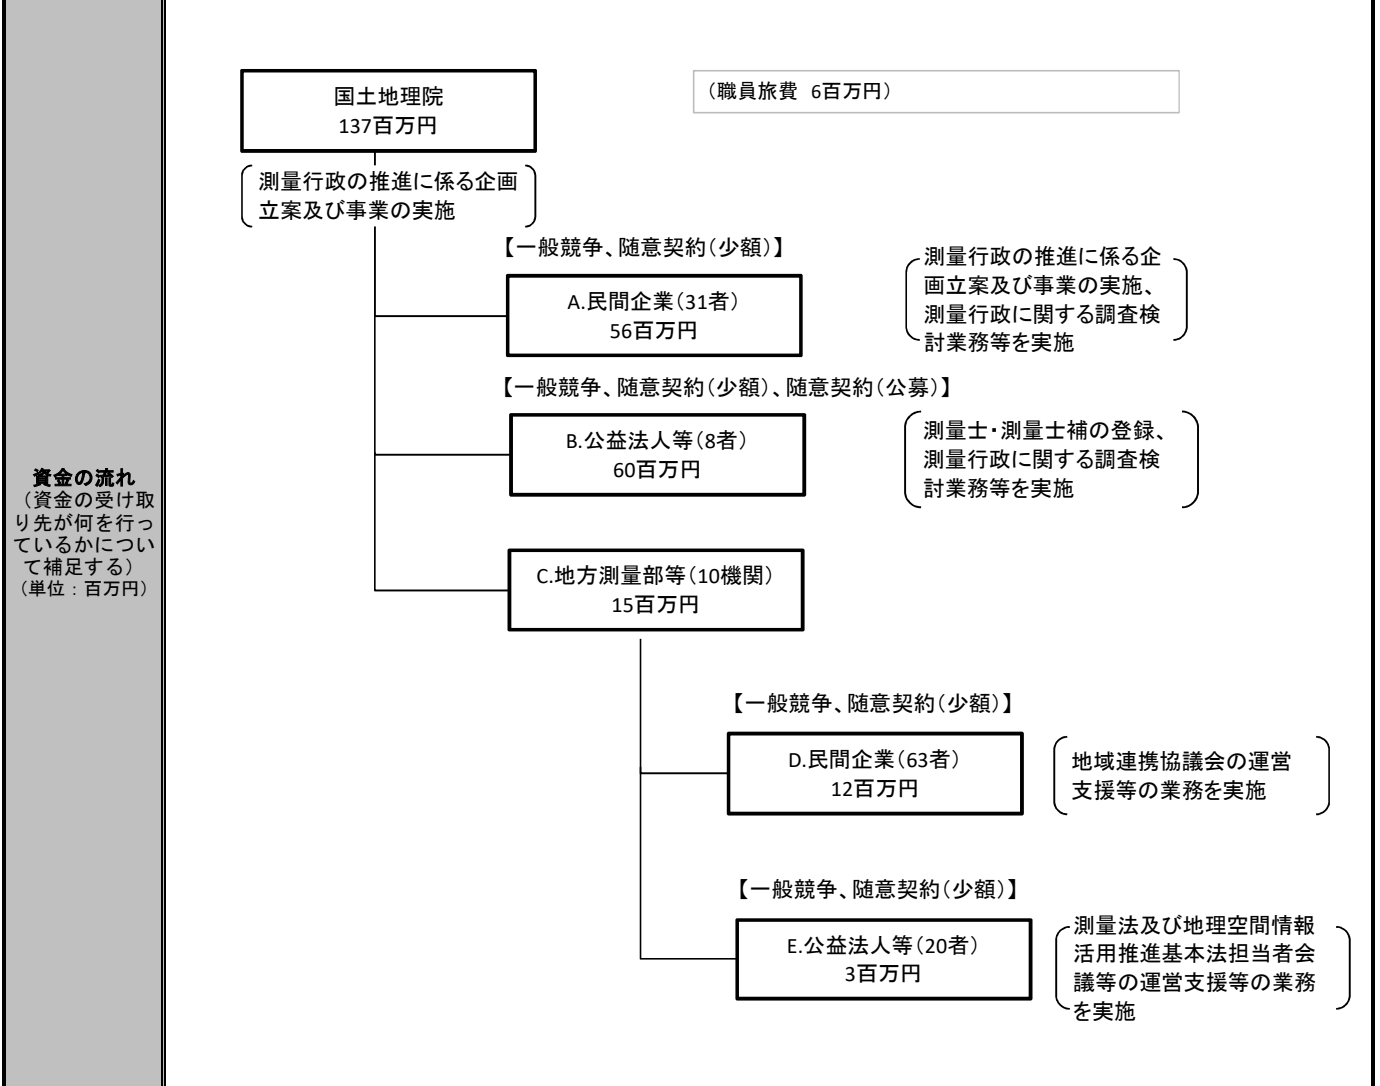 資金の流れ
（資金の受け取
り先が何を行っ
ているかについ
て補足する）
（単位：百万円）
国土地理院
137百万円
（職員旅費 6百万円）
測量行政の推進に係る企画
立案及び事業の実施
【一般競争、随意契約（少額）】
A.民間企業（31者）
56百万円
測量行政の推進に係る企
画立案及び事業の実施、
測量行政に関する調査検
討業務等を実施
【一般競争、随意契約（少額）、随意契約（公募）】
B.公益法人等（8者）
60百万円
測量士・測量士補の登録、
測量行政に関する調査検
討業務等を実施
C.地方測量部等（10機関）
15百万円
【一般競争、随意契約（少額）】
D.民間企業（63者）
12百万円
地域連携協議会の運営
支援等の業務を実施
【一般競争、随意契約（少額）】
E.公益法人等（20者）
3百万円
測量法及び地理空間情報
活用推進基本法担当者会
議等の運営支援等の業務
を実施